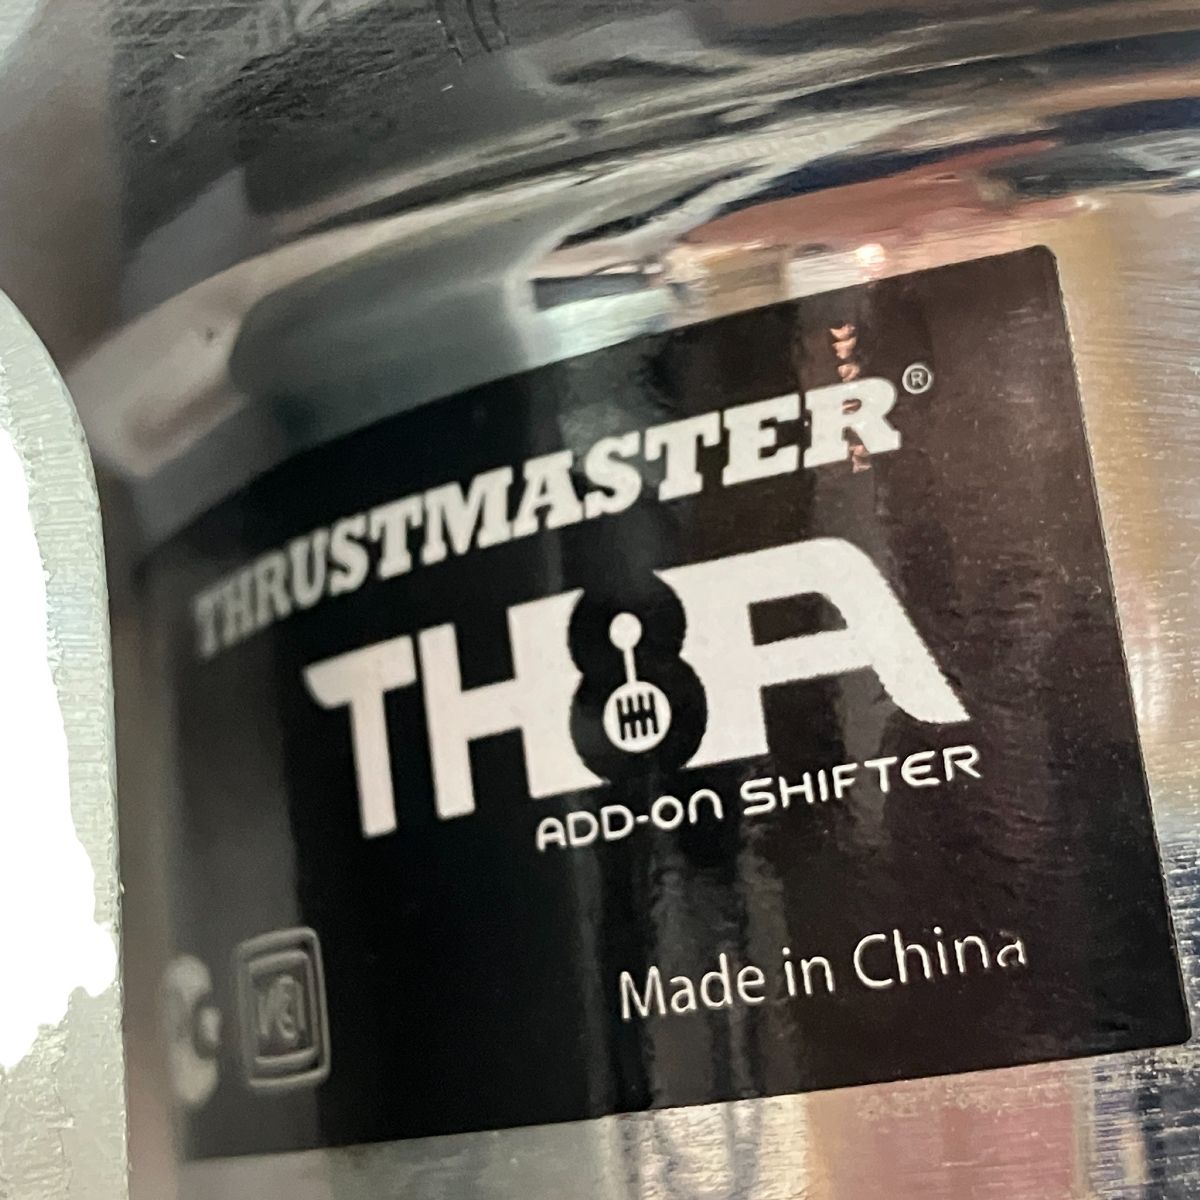 THRUSTMASTER®
TH8A
ADD-ON SHIFTER
Made in China